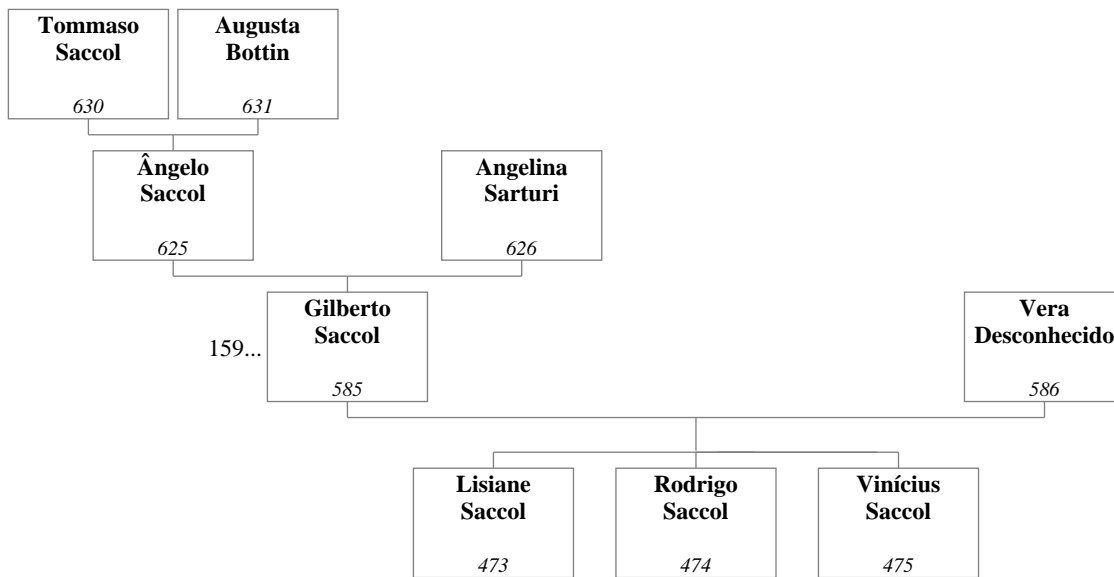 Tommaso
Saccol
630
Augusta
Bottin
631
Ângelo
Saccol
625
Angelina
Sarturi
626
159...
Gilberto
Saccol
585
Vera
Desconhecido
586
Lisiane
Saccol
473
Rodrigo
Saccol
474
Vinícius
Saccol
475